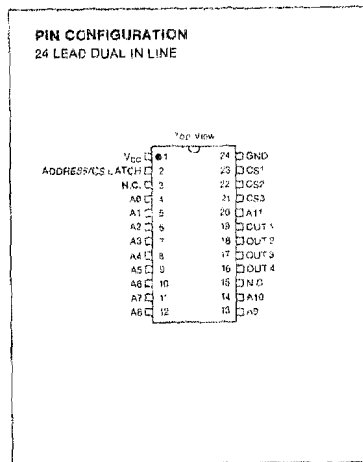 PIN CONFIGURATION
24 LEAD DUAL IN LINE
Top View
VCC 1 24 GND
ADDRESS/CS LATCH 2 23 CS1
N.C. 3 22 CS2
A0 4 21 CS3
A1 5 20 A11
A2 6 19 OUT 1
A3 7 18 OUT 2
A4 8 17 OUT 3
A5 9 16 OUT 4
A6 10 15 N.C
A7 11 14 A10
A8 12 13 A9